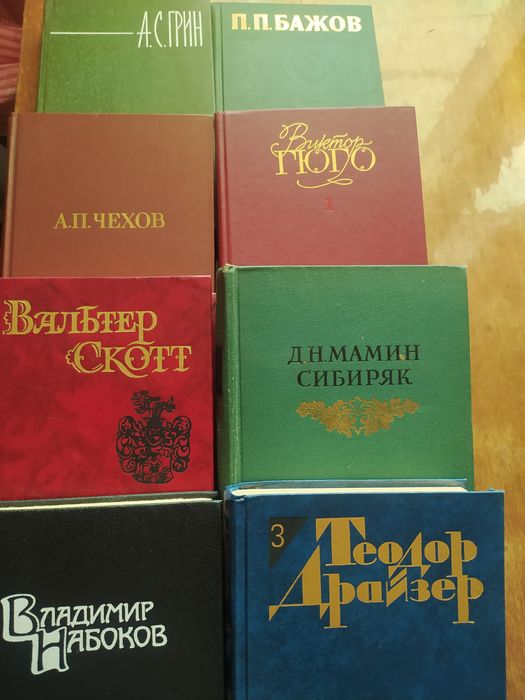 А.С.ГРИН
П.П.БАЖОВ
А.П.ЧЕХОВ
Виктор
ГЮГО
1
ВАЛЬТЕР
СКОТТ
Д.Н.МАМИН
СИБИРЯК
ВЛАДИМИР
НАБОКОВ
3
Теодор
Драйзер